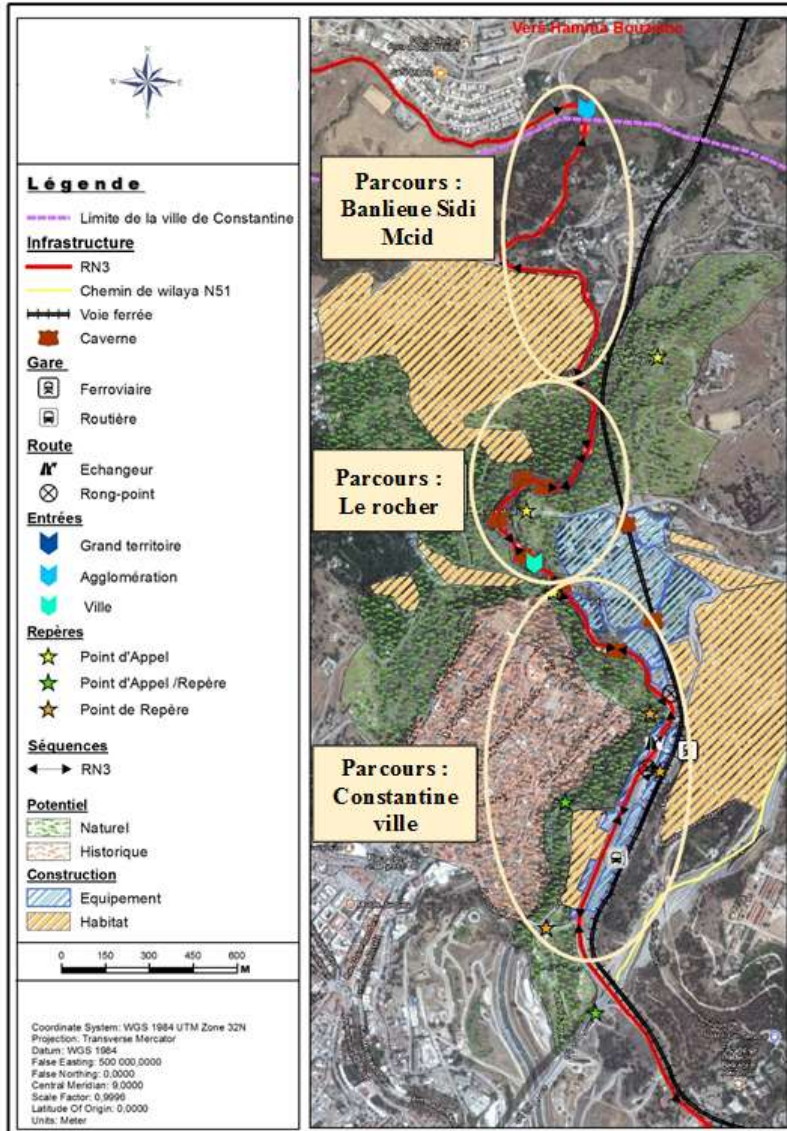 N
W
E
S
Légende
Limite de la ville de Constantine
Infrastructure
RN3
Chemin de wilaya N51
Voie ferrée
Caverne
Gare
Ferroviaire
Routière
Route
Echangeur
Rong-point
Entrées
Grand territoire
Agglomération
Ville
Repères
Point d'Appel
Point d'Appel /Repère
Point de Repère
Séquences
RN3
Potentiel
Naturel
Historique
Construction
Equipement
Habitat
0 150 300 600
M
Coordinate System: WGS 1984 UTM Zone 32N
Projection: Transverse Mercator
Datum: WGS 1984
False Easting: 500 000,0000
False Northing: 0,0000
Central Meridian: 9,0000
Scale Factor: 0,9996
Latitude Of Origin: 0,0000
Units: Meter
Vers Hamma Bouziane
Parcours :
Banlieue Sidi
Mcid
Parcours :
Le rocher
Parcours :
Constantine
ville